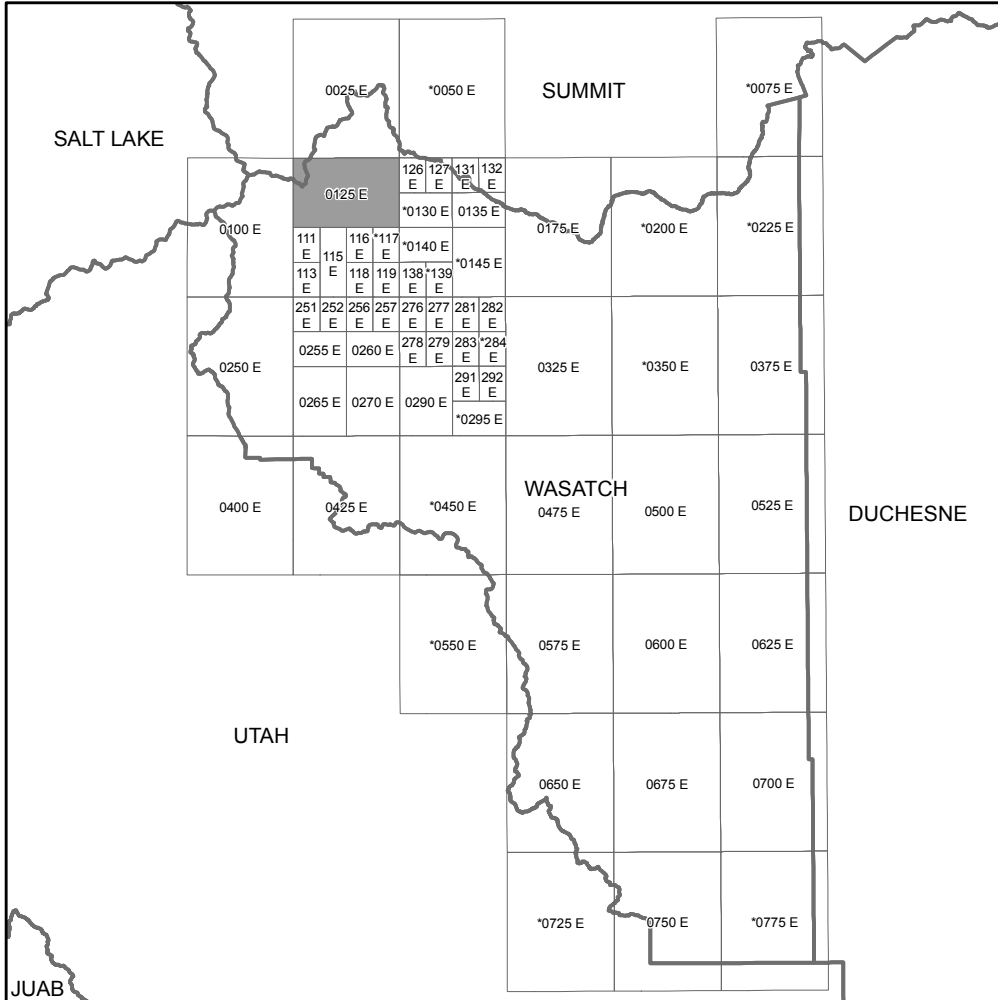 0025 E
*0050 E
SUMMIT
*0075 E
SALT LAKE
0125 E
126
E
127
E
131
E
132
E
*0130 E
0135 E
0100 E
0175 E
*0200 E
*0225 E
111
E
115
E
116
E
*117
E
*0140 E
*0145 E
113
E
118
E
119
E
138
E
*139
E
251
E
252
E
256
E
257
E
276
E
277
E
281
E
282
E
0255 E
0260 E
278
E
279
E
283
E
*284
E
0250 E
0325 E
*0350 E
0375 E
0265 E
0270 E
0290 E
291
E
292
E
*0295 E
WASATCH
0400 E
0425 E
*0450 E
0475 E
0500 E
0525 E
DUCHESNE
*0550 E
0575 E
0600 E
0625 E
UTAH
0650 E
0675 E
0700 E
*0725 E
0750 E
*0775 E
JUAB